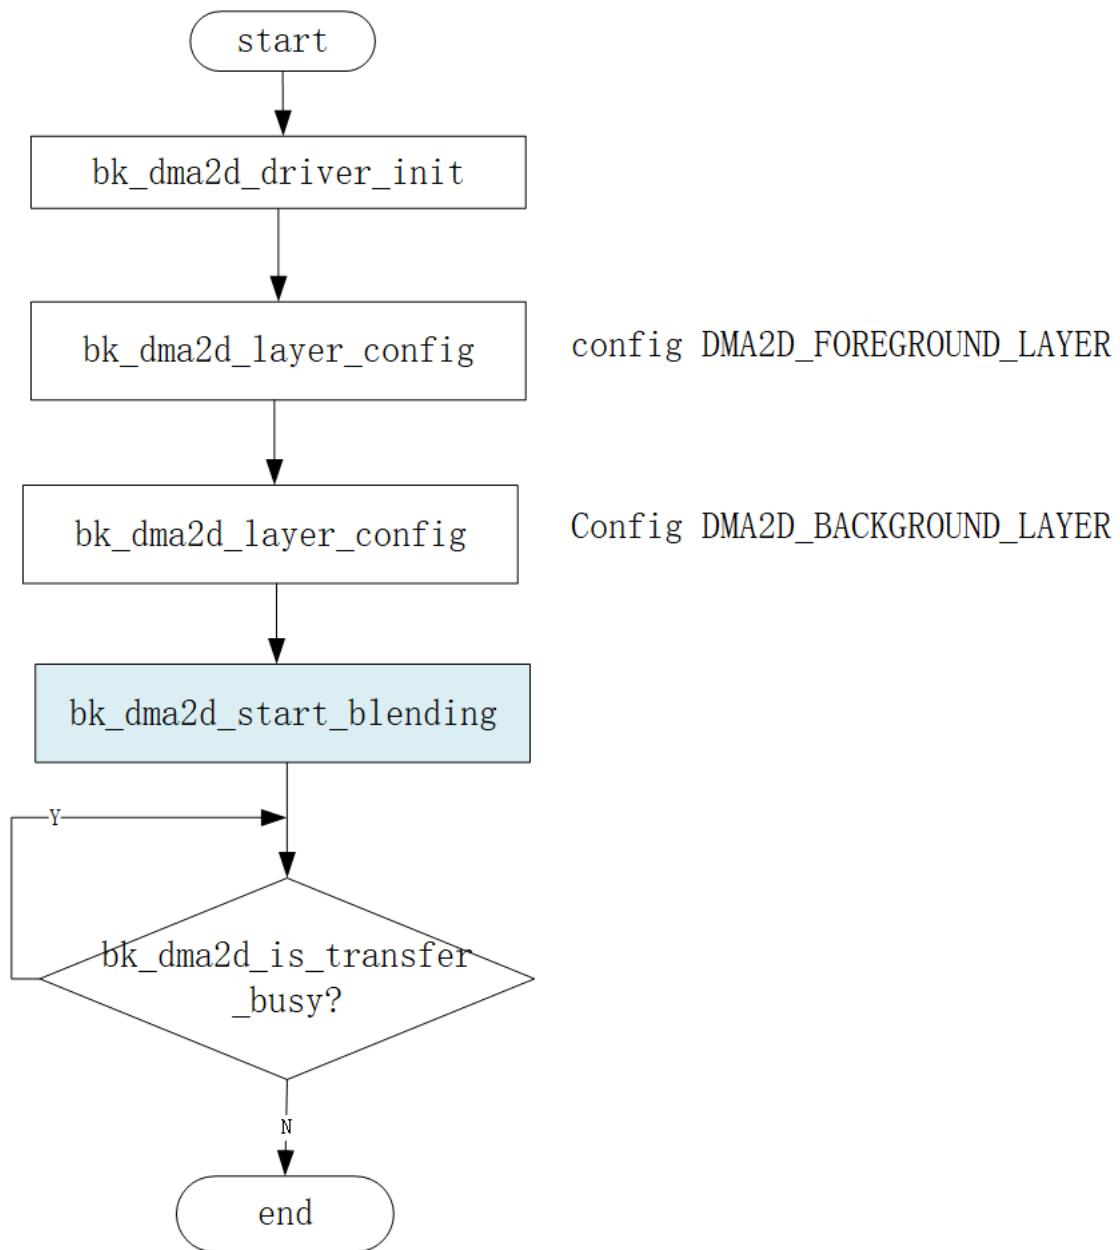 start
bk_dma2d_driver_init
bk_dma2d_layer_config
config DMA2D_FOREGROUND_LAYER
bk_dma2d_layer_config
Config DMA2D_BACKGROUND_LAYER
bk_dma2d_start_blending
Y
bk_dma2d_is_transfer
_busy?
N
end